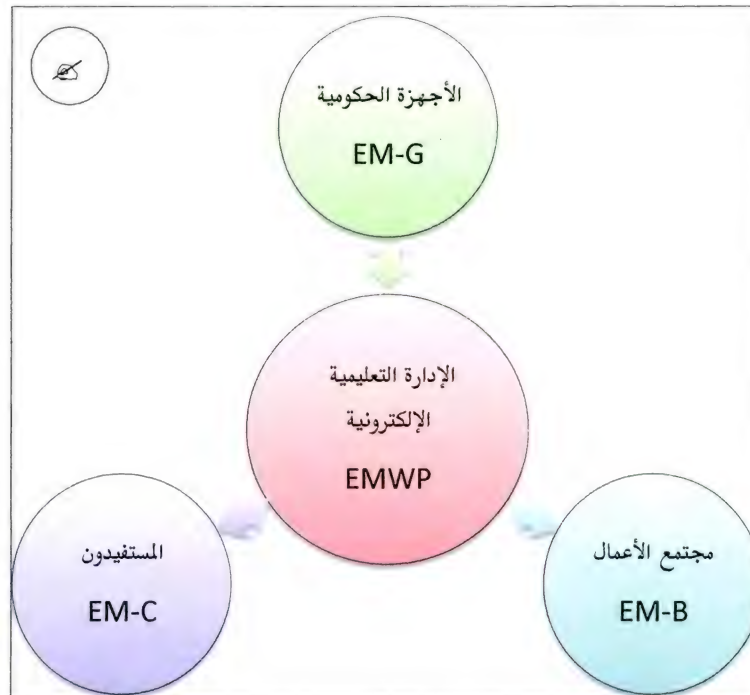 الأجهزة الحكومية
EM-G
الإدارة التعليمية
الإلكترونية
EMWP
مجتمع الأعمال
EM-B
المستفيدون
EM-C